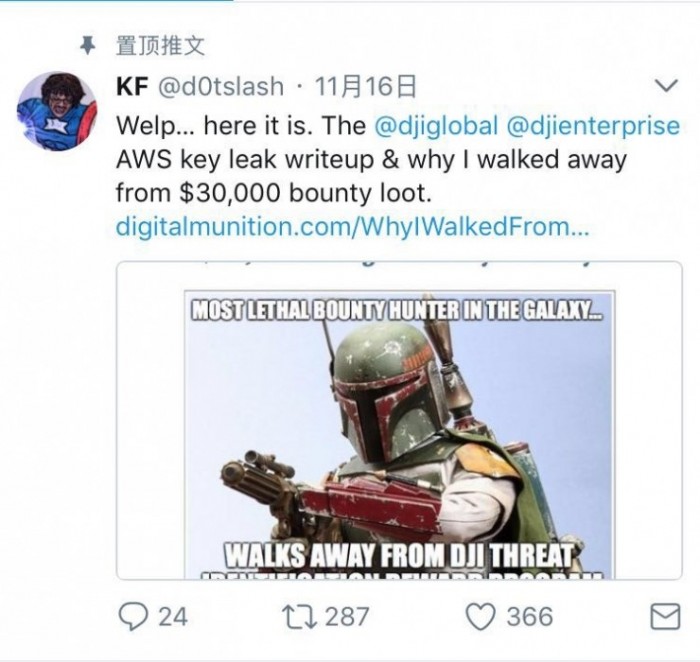 置顶推文
KF @d0tslash · 11月16日
Welp... here it is. The @djiglobal @djienterprise
AWS key leak writeup & why I walked away
from $30,000 bounty loot.
digitalmunition.com/WhyIWalkedFrom...
MOST LETHAL BOUNTY HUNTER IN THE GALAXY...
WALKS AWAY FROM DJI THREAT
24 287 366